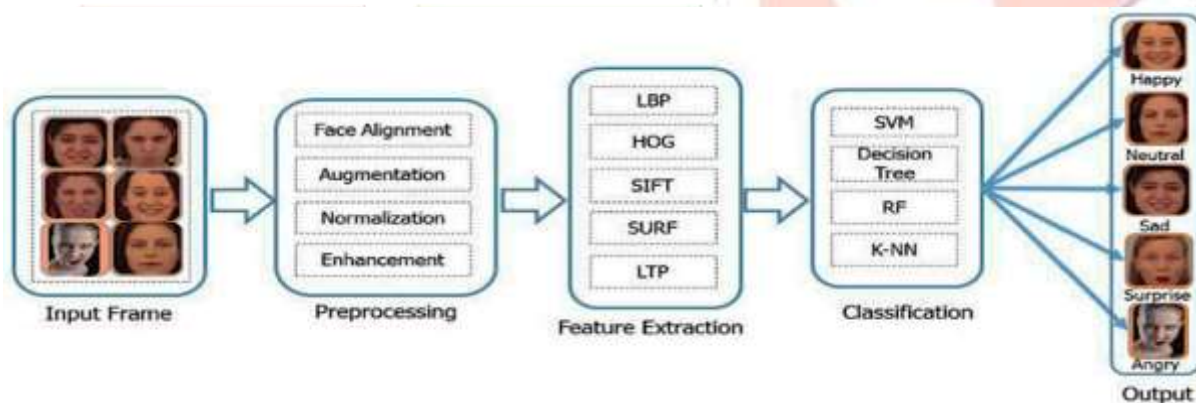 Input Frame
Face Alignment
Augmentation
Normalization
Enhancement
Preprocessing
LBP
HOG
SIFT
SURF
LTP
Feature Extraction
SVM
Decision
Tree
RF
K-NN
Classification
Happy
Neutral
Sad
Surprise
Angry
Output